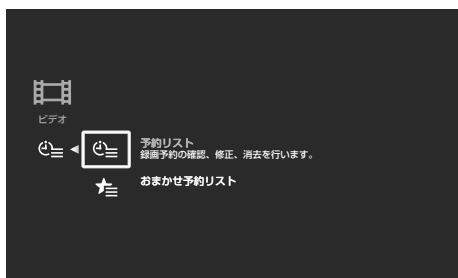 ビデオ
予約リスト
録画予約の確認、修正、消去を行います。
おまかせ予約リスト